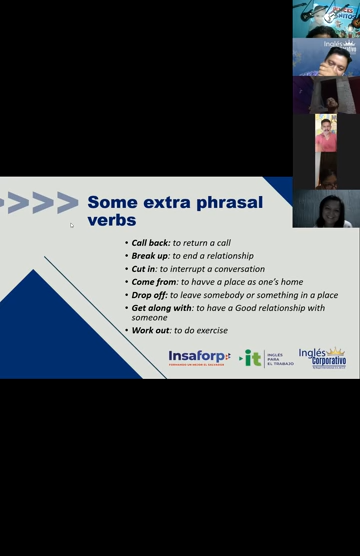 Inglés
Some extra phrasal
verbs
• Call back: to return a call
• Break up: to end a relationship
• Cut in: to interrupt a conversation
• Come from: to havve a place as one's home
• Drop off: to leave somebody or something in a place
• Get along with: to have a Good relationship with
someone
• Work out: to do exercise
Insaforp
it
INGLÉS
PARA
EL TRABAJO
Inglés
Corporativo